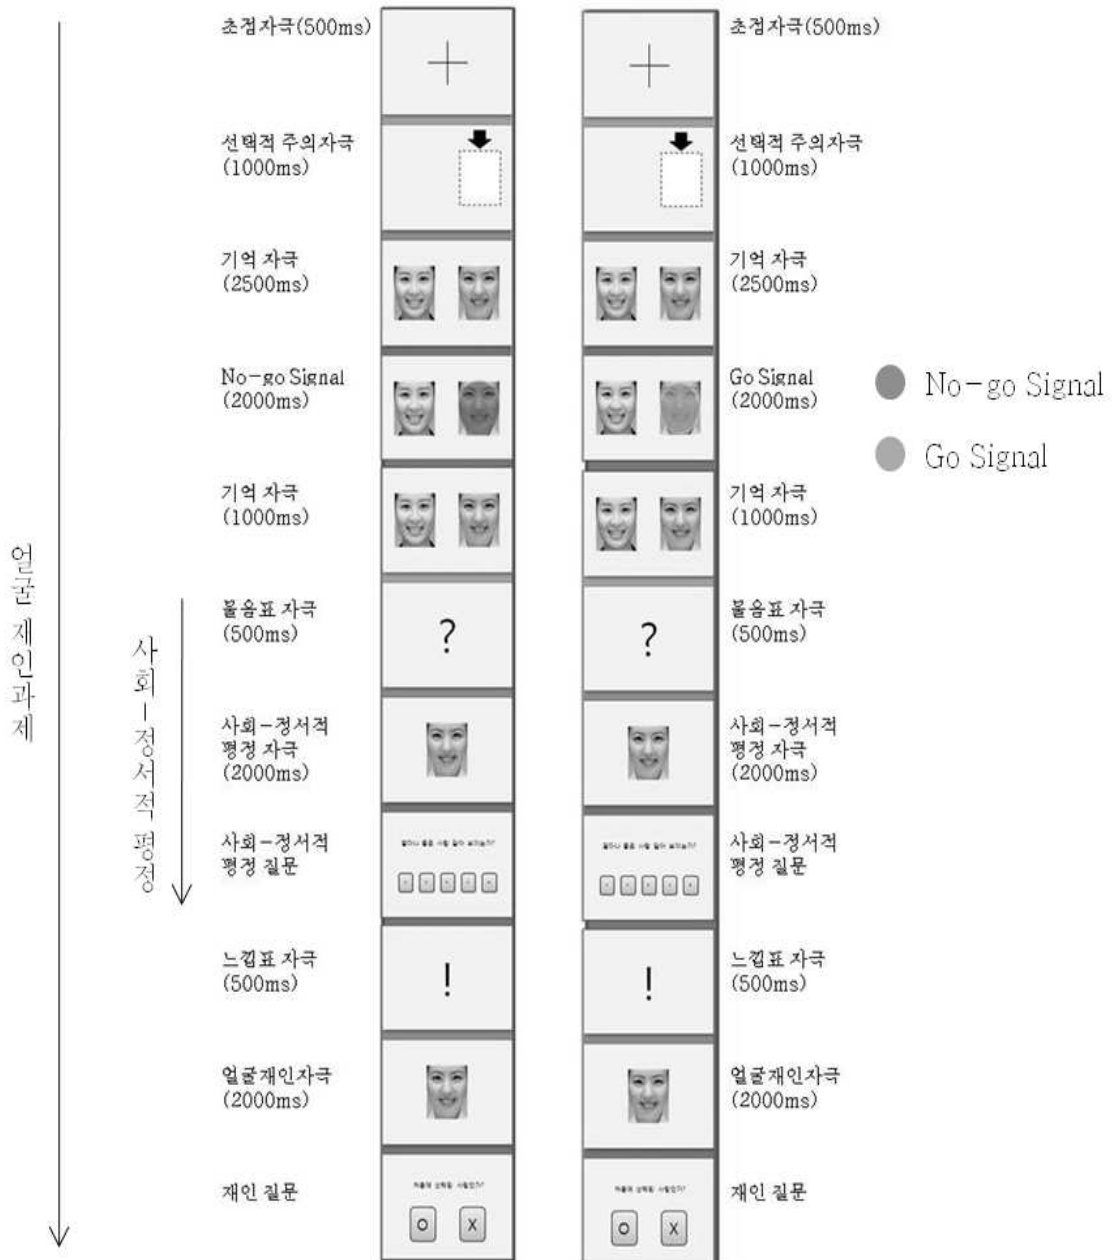 초점자극(500ms)
초점자극(500ms)
선택적 주의자극
(1000ms)
선택적 주의자극
(1000ms)
기억 자극
(2500ms)
기억 자극
(2500ms)
No-go Signal
(2000ms)
Go Signal
(2000ms)
No-go Signal
Go Signal
기억 자극
(1000ms)
기억 자극
(1000ms)
얼굴 재인과제
사회-정서적 평정
물음표 자극
(500ms)
?
?
물음표 자극
(500ms)
사회-정서적
평정 자극
(2000ms)
사회-정서적
평정 자극
(2000ms)
사회-정서적
평정 질문
사회-정서적
평정 질문
느낌표 자극
(500ms)
!
!
느낌표 자극
(500ms)
얼굴재인자극
(2000ms)
얼굴재인자극
(2000ms)
재인 질문
O X
O X
재인 질문